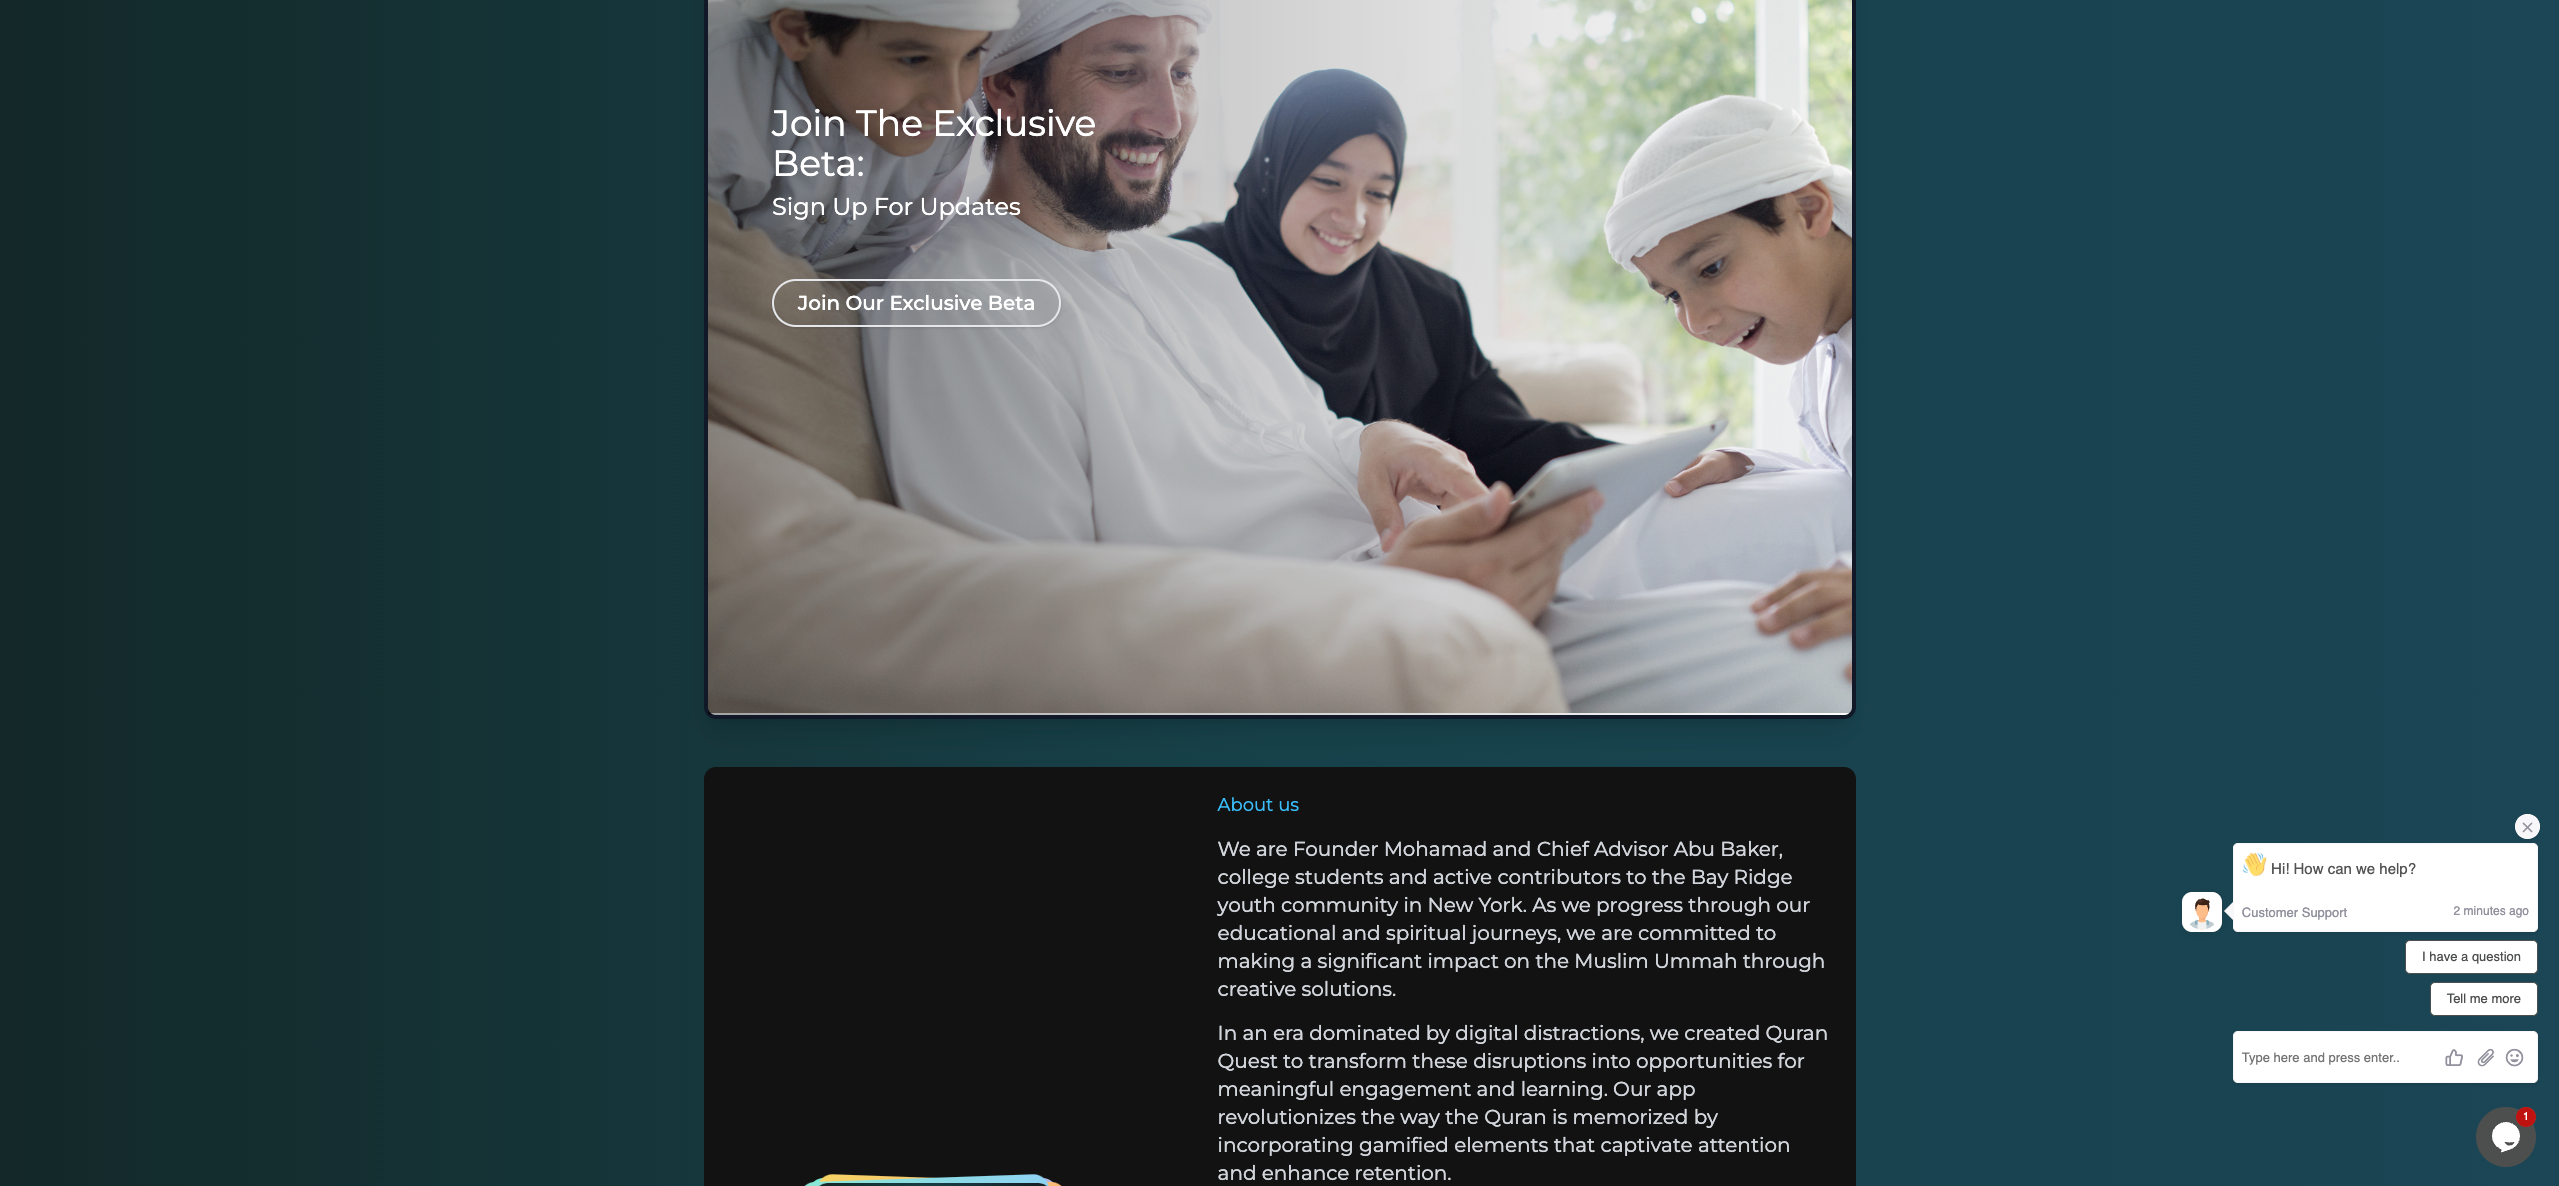 Join The Exclusive
Beta:
Sign Up For Updates
Join Our Exclusive Beta
About us
We are Founder Mohamad and Chief Advisor Abu Baker,
college students and active contributors to the Bay Ridge
youth community in New York. As we progress through our
educational and spiritual journeys, we are committed to
making a significant impact on the Muslim Ummah through
creative solutions.
In an era dominated by digital distractions, we created Quran
Quest to transform these disruptions into opportunities for
meaningful engagement and learning. Our app
revolutionizes the way the Quran is memorized by
incorporating gamified elements that captivate attention
and enhance retention.
👋 Hi! How can we help?
Customer Support 2 minutes ago
I have a question
Tell me more
Type here and press enter..
1